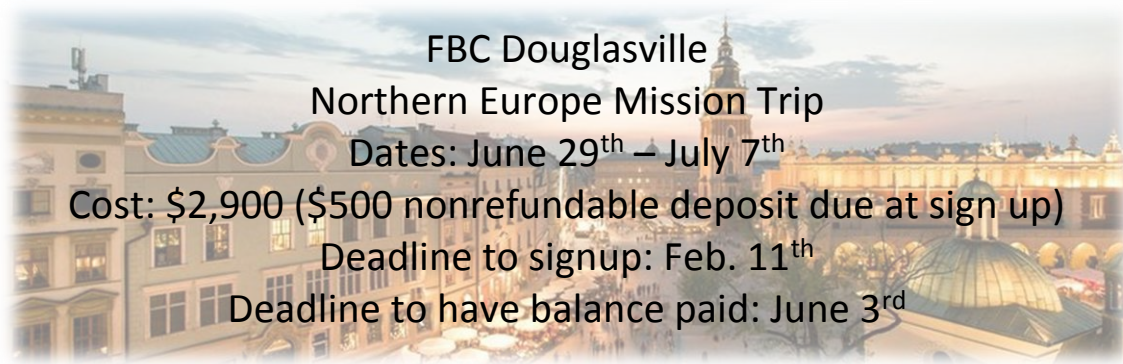 FBC Douglasville
Northern Europe Mission Trip
Dates: June 29th – July 7th
Cost: $2,900 ($500 nonrefundable deposit due at sign up)
Deadline to signup: Feb. 11th
Deadline to have balance paid: June 3rd